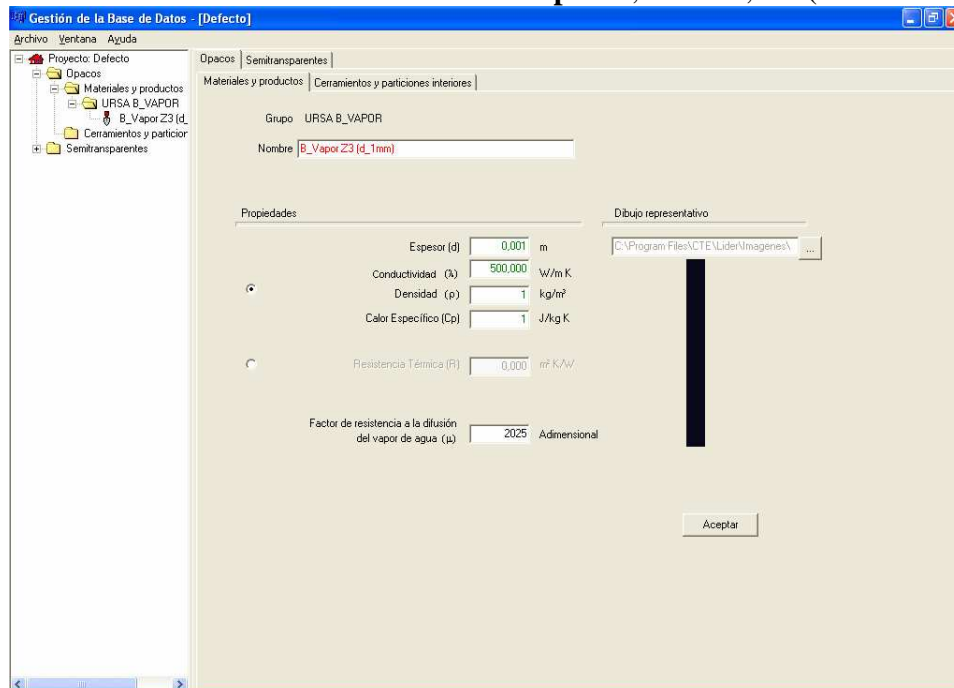 Gestión de la Base de Datos - [Defecto]
Archivo Ventana Ayuda
Proyecto: Defecto
Opacos
Materiales y productos
URSA B_VAPOR
B_Vapor Z3 (d_
Cerramientos y particior
Semitransparentes
Opacos Semitransparentes
Materiales y productos Cerramientos y particiones interiores
Grupo URSA B_VAPOR
Nombre B_Vapor Z3 (d_1mm)
Propiedades Dibujo representativo
Espesor (d) 0,001 m C:\Program Files\CTE\Lider\Imagenes\ ...
Conductividad (λ) 500,000 W/m K
Densidad (ρ) 1 kg/m³
Calor Específico (Cp) 1 J/kg K
Resistencia Térmica (R) 0,000 m² K/W
Factor de resistencia a la difusión
del vapor de agua (μ) 2025 Adimensional
Aceptar